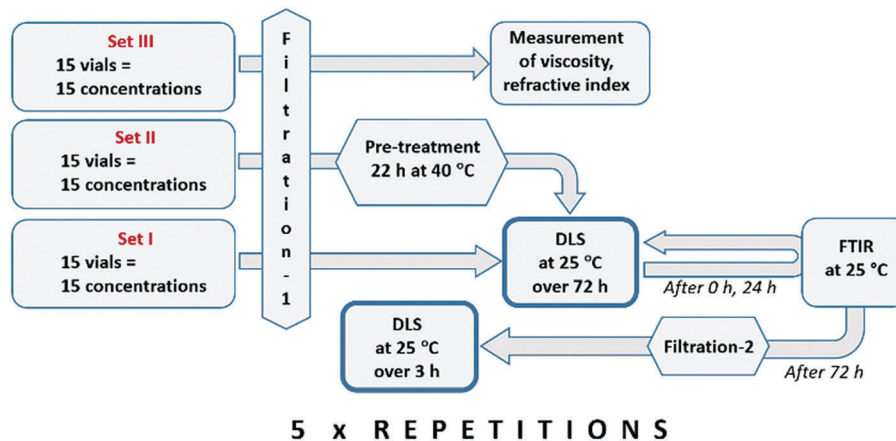 Set III
15 vials =
15 concentrations
Set II
15 vials =
15 concentrations
Set I
15 vials =
15 concentrations
Filtration-1
Measurement
of viscosity,
refractive index
Pre-treatment
22 h at 40 °C
DLS
at 25 °C
over 72 h
After 0 h, 24 h
FTIR
at 25 °C
DLS
at 25 °C
over 3 h
Filtration-2
After 72 h
5 x REPETITIONS